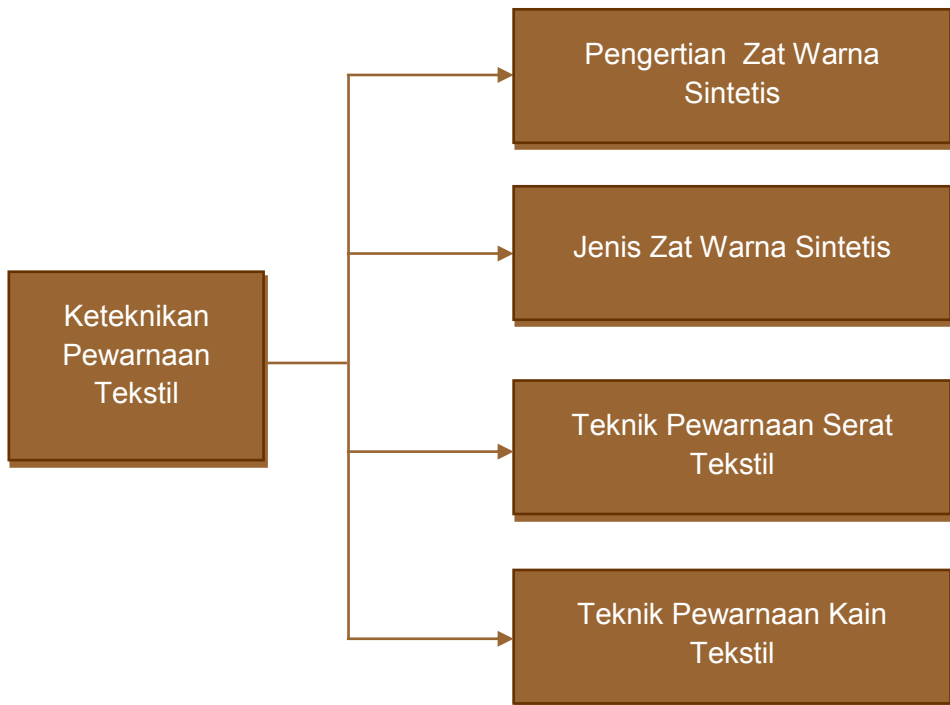 Keteknikan
Pewarnaan
Tekstil
Pengertian Zat Warna
Sintetis
Jenis Zat Warna Sintetis
Teknik Pewarnaan Serat
Tekstil
Teknik Pewarnaan Kain
Tekstil